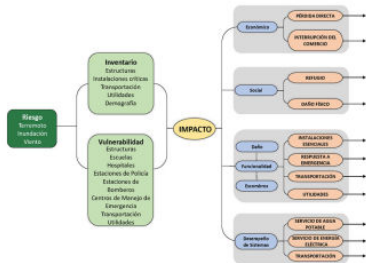 Riesgo
Terremoto
Inundación
Viento
Inventario
Estructuras
Instalaciones críticas
Transportación
Utilidades
Demografía
Vulnerabilidad
Estructuras
Escuelas
Hospitales
Estaciones de Policía
Estaciones de
Bomberos
Centros de Manejo de
Emergencia
Transportación
Utilidades
IMPACTO
Económico
PÉRDIDA DIRECTA
INTERRUPCIÓN DEL
COMERCIO
Social
REFUGIO
DAÑO FÍSICO
Daño
Funcionalidad
Escombros
INSTALACIONES
ESENCIALES
RESPUESTA A
EMERGENCIA
TRANSPORTACIÓN
UTILIDADES
Desempeño
de Sistemas
SERVICIO DE AGUA
POTABLE
SERVICIO DE ENERGÍA
ELÉCTRICA
TRANSPORTACIÓN